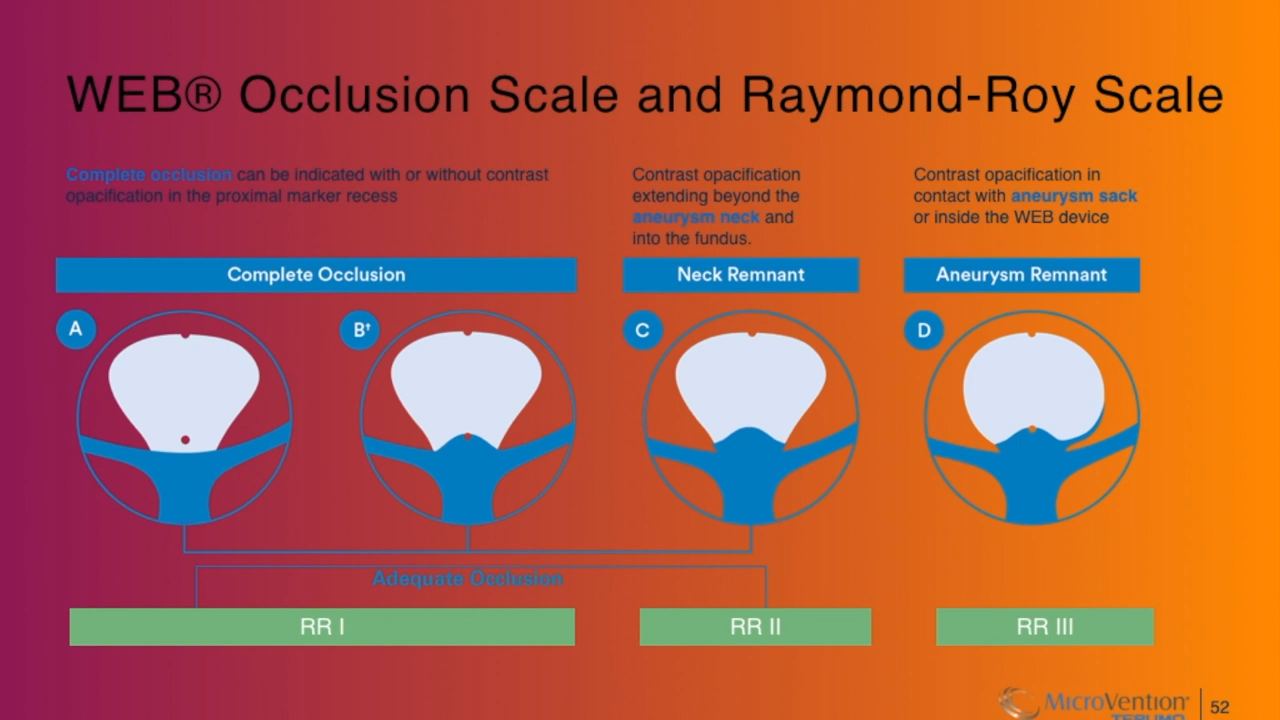 WEB® Occlusion Scale and Raymond-Roy Scale
Complete occlusion can be indicated with or without contrast
opacification in the proximal marker recess
Contrast opacification
extending beyond the
aneurysm neck and
into the fundus.
Contrast opacification in
contact with aneurysm sack
or inside the WEB device
Complete Occlusion
Neck Remnant
Aneurysm Remnant
A
B†
C
D
Adequate Occlusion
RR I
RR II
RR III
MicroVention
TERUMO
52